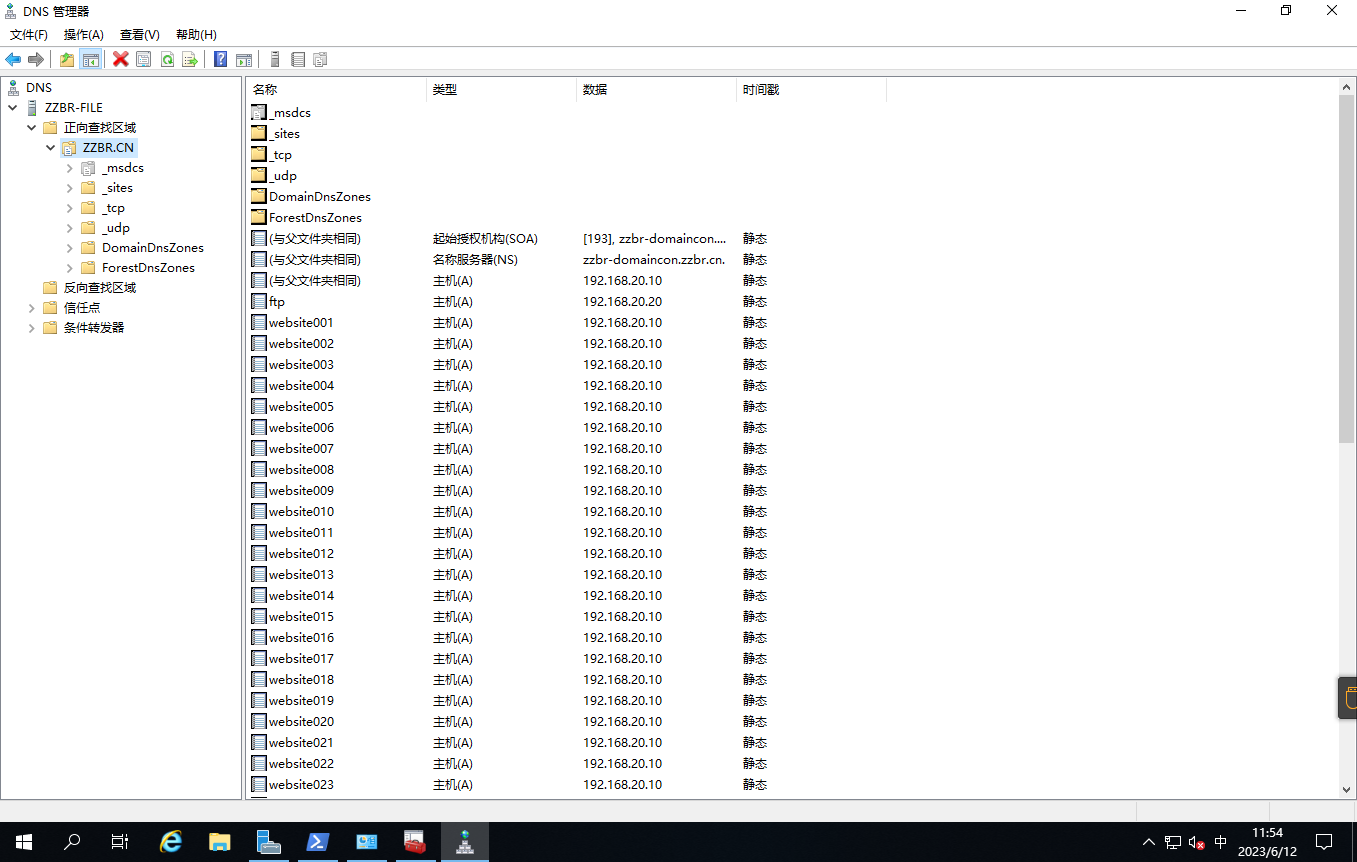 DNS 管理器
文件(F) 操作(A) 查看(V) 帮助(H)
DNS
ZZBR-FILE
正向查找区域
ZZBR.CN
_msdcs
_sites
_tcp
_udp
DomainDnsZones
ForestDnsZones
反向查找区域
信任点
条件转发器
名称 类型 数据 时间戳
_msdcs
_sites
_tcp
_udp
DomainDnsZones
ForestDnsZones
(与父文件夹相同) 起始授权机构(SOA) [193], zzbr-domaincon.... 静态
(与父文件夹相同) 名称服务器(NS) zzbr-domaincon.zzbr.cn. 静态
(与父文件夹相同) 主机(A) 192.168.20.10 静态
ftp 主机(A) 192.168.20.20 静态
website001 主机(A) 192.168.20.10 静态
website002 主机(A) 192.168.20.10 静态
website003 主机(A) 192.168.20.10 静态
website004 主机(A) 192.168.20.10 静态
website005 主机(A) 192.168.20.10 静态
website006 主机(A) 192.168.20.10 静态
website007 主机(A) 192.168.20.10 静态
website008 主机(A) 192.168.20.10 静态
website009 主机(A) 192.168.20.10 静态
website010 主机(A) 192.168.20.10 静态
website011 主机(A) 192.168.20.10 静态
website012 主机(A) 192.168.20.10 静态
website013 主机(A) 192.168.20.10 静态
website014 主机(A) 192.168.20.10 静态
website015 主机(A) 192.168.20.10 静态
website016 主机(A) 192.168.20.10 静态
website017 主机(A) 192.168.20.10 静态
website018 主机(A) 192.168.20.10 静态
website019 主机(A) 192.168.20.10 静态
website020 主机(A) 192.168.20.10 静态
website021 主机(A) 192.168.20.10 静态
website022 主机(A) 192.168.20.10 静态
website023 主机(A) 192.168.20.10 静态
中
11:54
2023/6/12